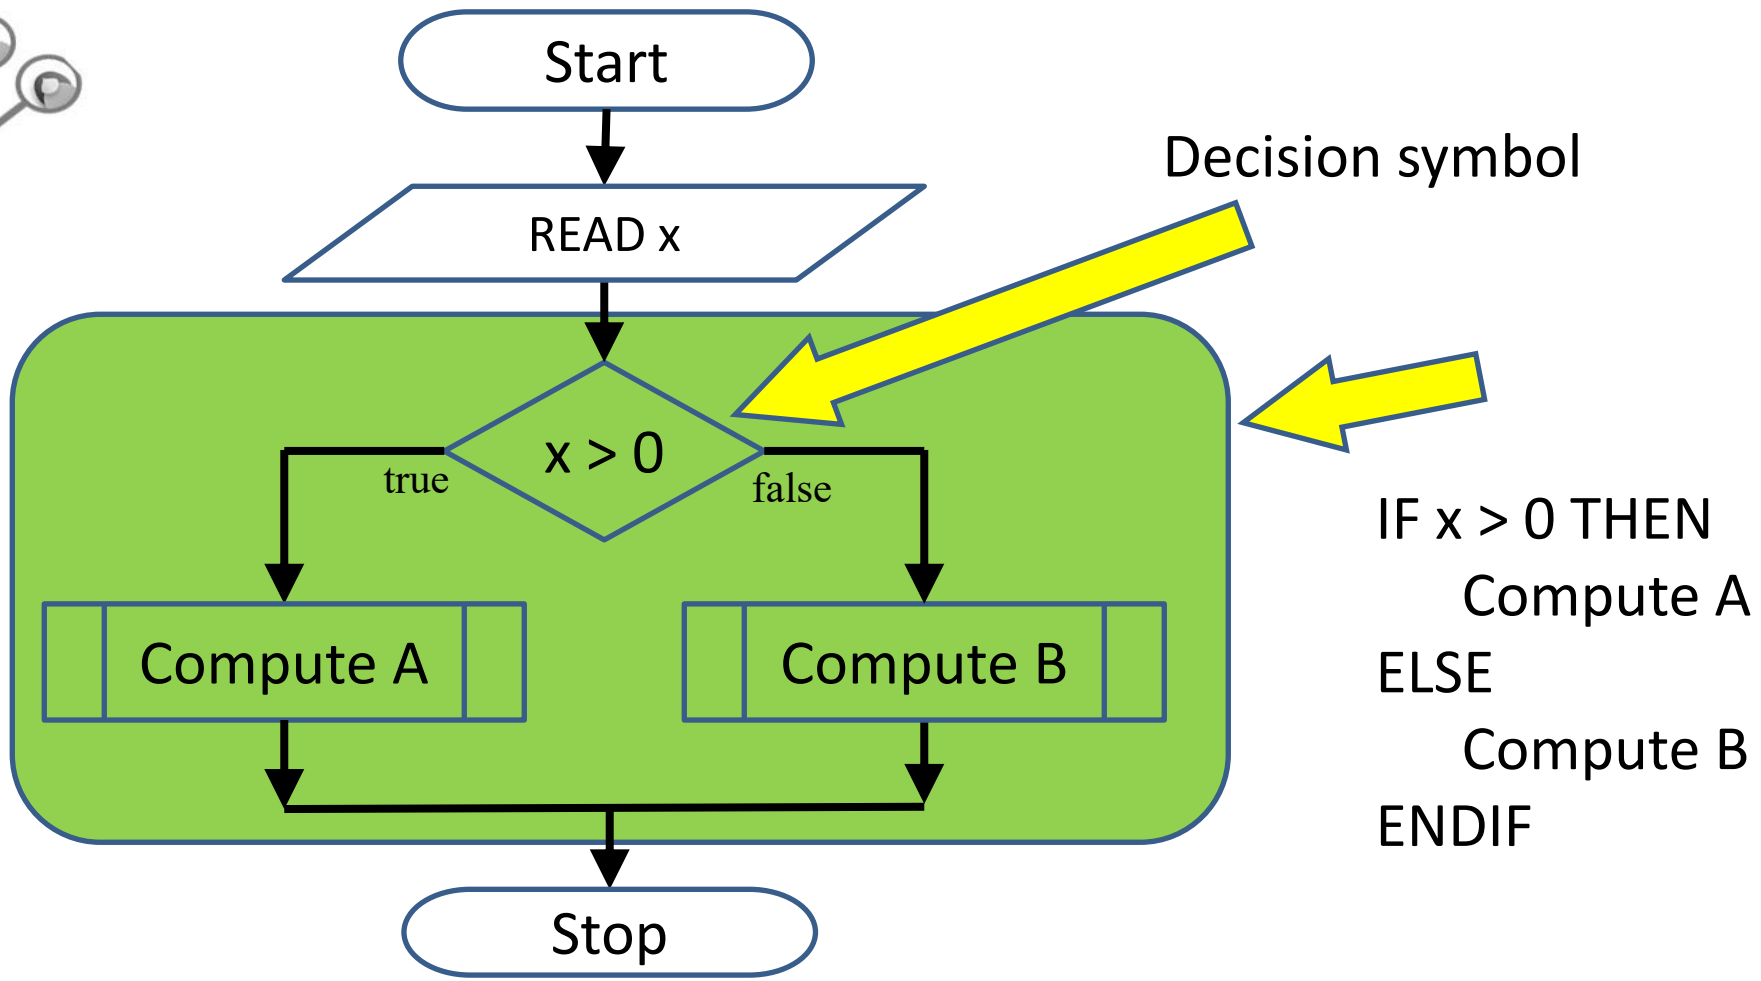 Start
Decision symbol
READ x
x > 0
true
false
IF x > 0 THEN
Compute A
ELSE
Compute B
ENDIF
Compute A
Compute B
Stop